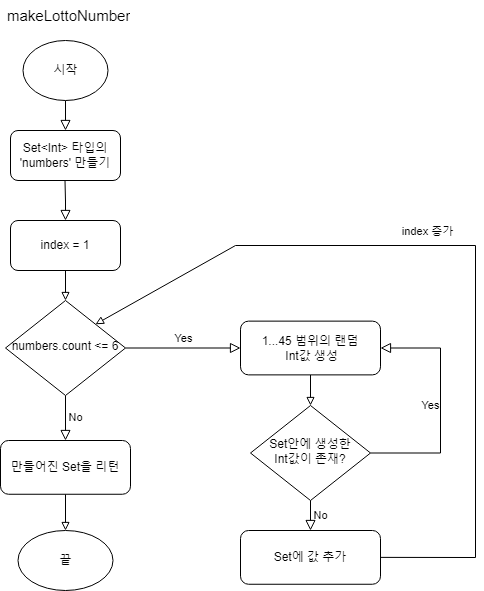 makeLottoNumber
시작
Set<Int> 타입의
'numbers' 만들기
index = 1
index 증가
numbers.count <= 6
Yes
1...45 범위의 랜덤
Int값 생성
Yes
No
Set안에 생성한
Int값이 존재?
만들어진 Set을 리턴
No
끝
Set에 값 추가